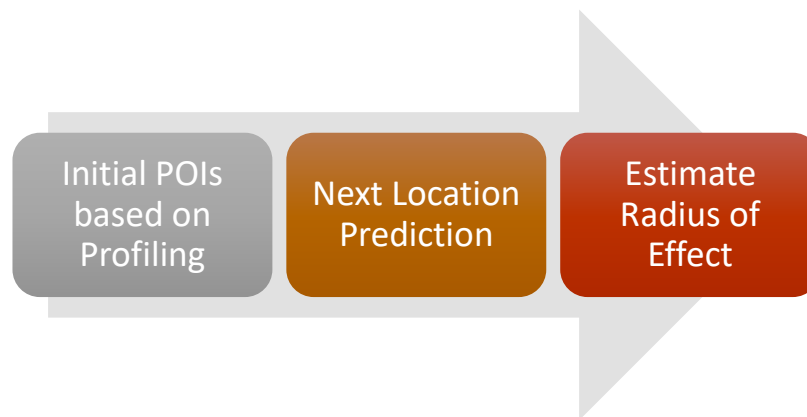 Initial POIs
based on
Profiling
Next Location
Prediction
Estimate
Radius of
Effect